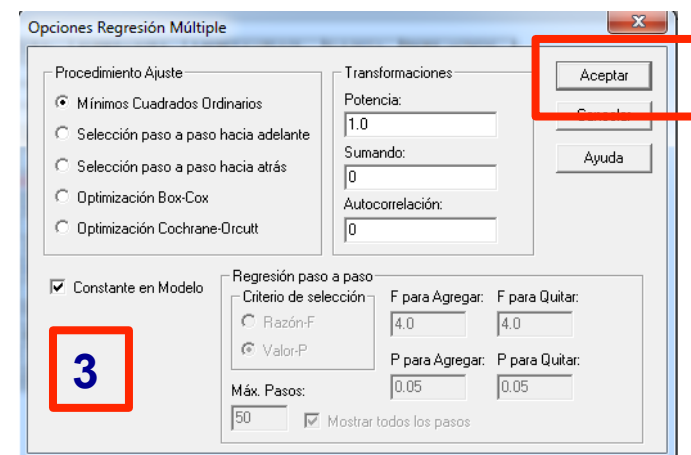 Opciones Regresión Múltiple
Procedimiento Ajuste
Mínimos Cuadrados Ordinarios
Selección paso a paso hacia adelante
Selección paso a paso hacia atrás
Optimización Box-Cox
Optimización Cochrane-Orcutt
Transformaciones
Potencia:
1.0
Sumando:
0
Autocorrelación:
0
Aceptar
Cancelar
Ayuda
Constante en Modelo
3
Regresión paso a paso
Criterio de selección
Razón-F
Valor-P
F para Agregar: F para Quitar:
4.0 4.0
P para Agregar: P para Quitar:
0.05 0.05
Máx. Pasos:
50 Mostrar todos los pasos